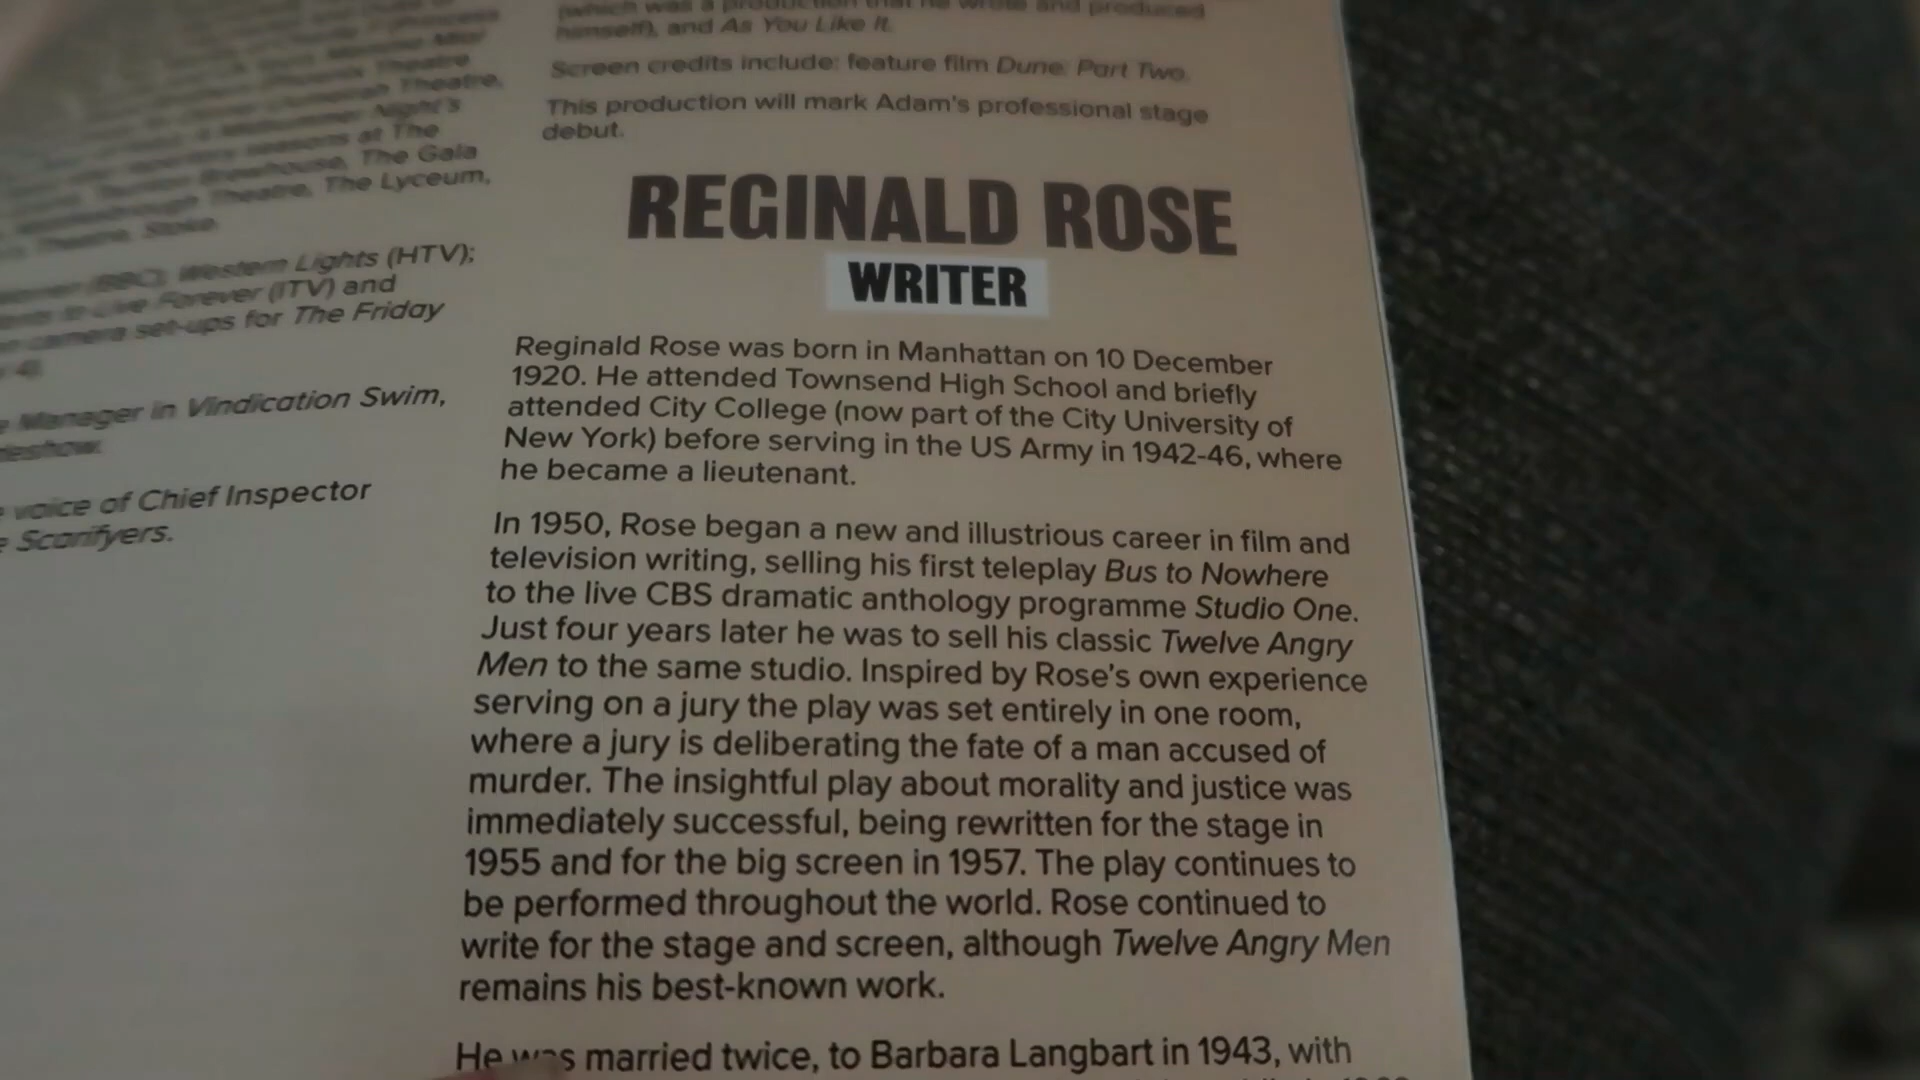 Theatre
Theatre,
Night's
seasons at The
The Gala
Theatre, The Lyceum,
Theatre, Stoke.
(BBC); Western Lights (HTV);
to Live Forever (ITV) and
camera set-ups for The Friday
Manager in Vindication Swim,
voice of Chief Inspector
Scarifyers.
(which was a production that he wrote and produced
himself), and As You Like It.
Screen credits include: feature film Dune: Part Two.
This production will mark Adam's professional stage
debut.
REGINALD ROSE
WRITER
Reginald Rose was born in Manhattan on 10 December
1920. He attended Townsend High School and briefly
attended City College (now part of the City University of
New York) before serving in the US Army in 1942-46, where
he became a lieutenant.
In 1950, Rose began a new and illustrious career in film and
television writing, selling his first teleplay Bus to Nowhere
to the live CBS dramatic anthology programme Studio One.
Just four years later he was to sell his classic Twelve Angry
Men to the same studio. Inspired by Rose's own experience
serving on a jury the play was set entirely in one room,
where a jury is deliberating the fate of a man accused of
murder. The insightful play about morality and justice was
immediately successful, being rewritten for the stage in
1955 and for the big screen in 1957. The play continues to
be performed throughout the world. Rose continued to
write for the stage and screen, although Twelve Angry Men
remains his best-known work.
He was married twice, to Barbara Langbart in 1943, with